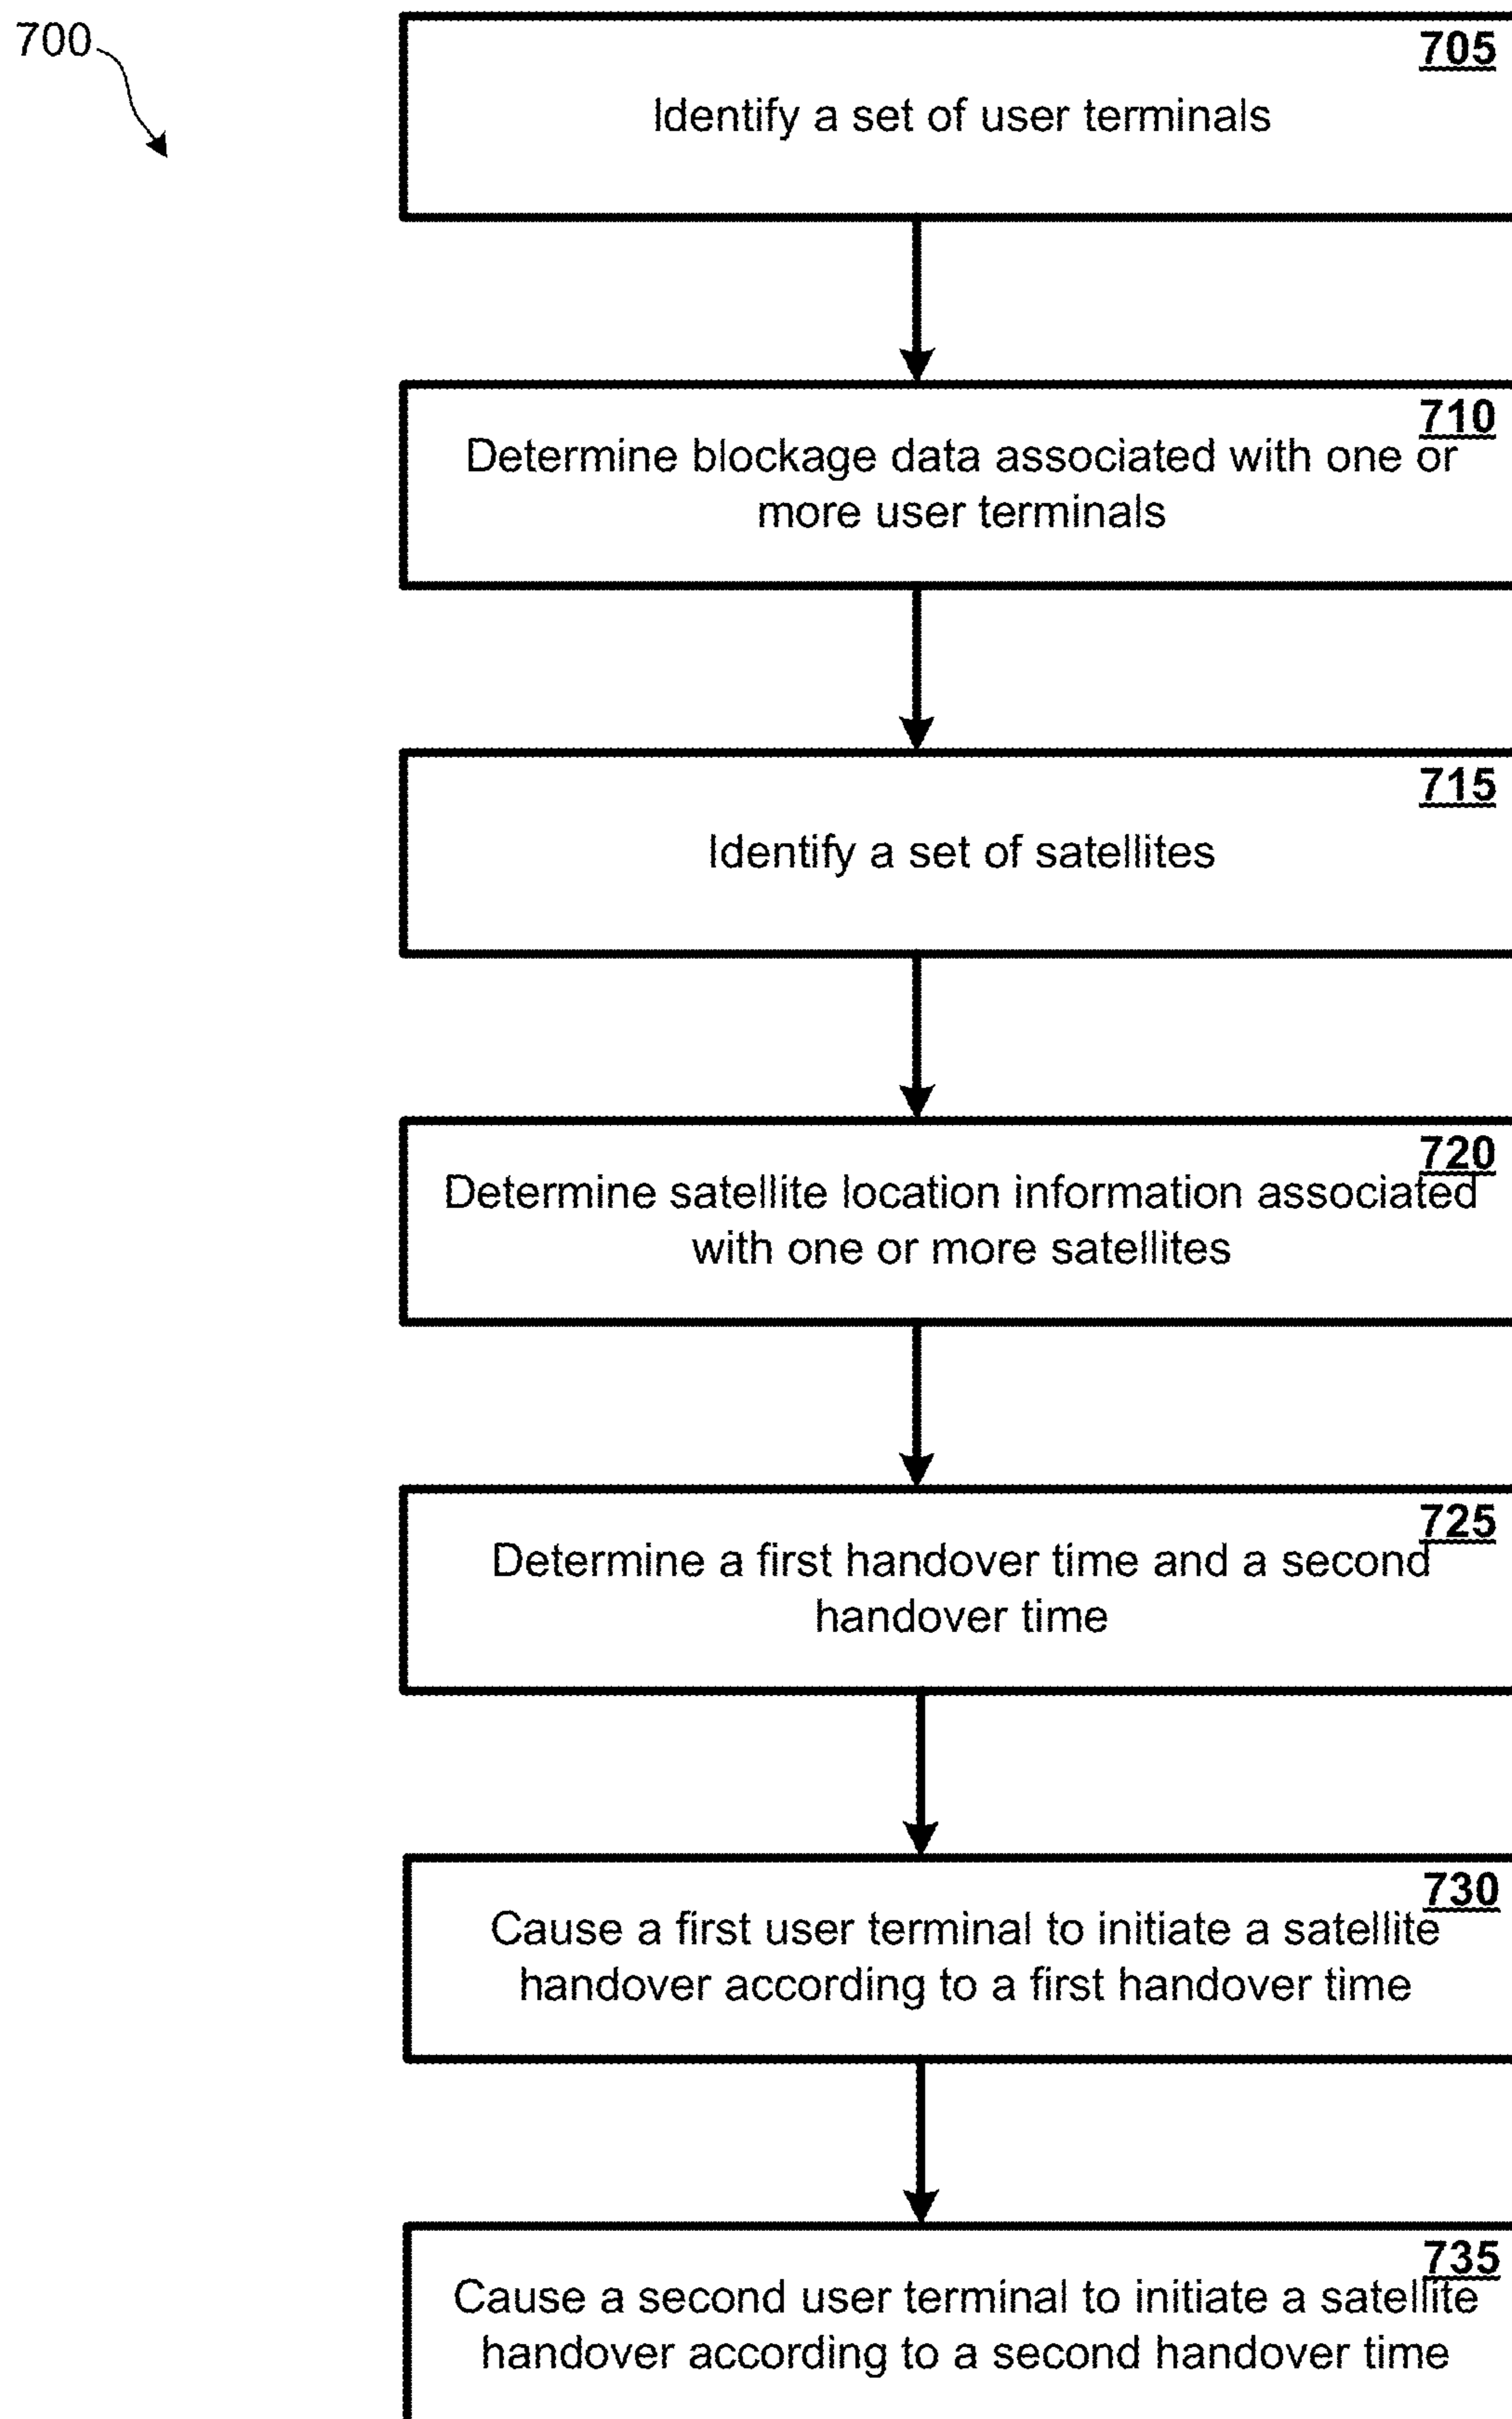 700
705
Identify a set of user terminals
710
Determine blockage data associated with one or
more user terminals
715
Identify a set of satellites
720
Determine satellite location information associated
with one or more satellites
725
Determine a first handover time and a second
handover time
730
Cause a first user terminal to initiate a satellite
handover according to a first handover time
735
Cause a second user terminal to initiate a satellite
handover according to a second handover time